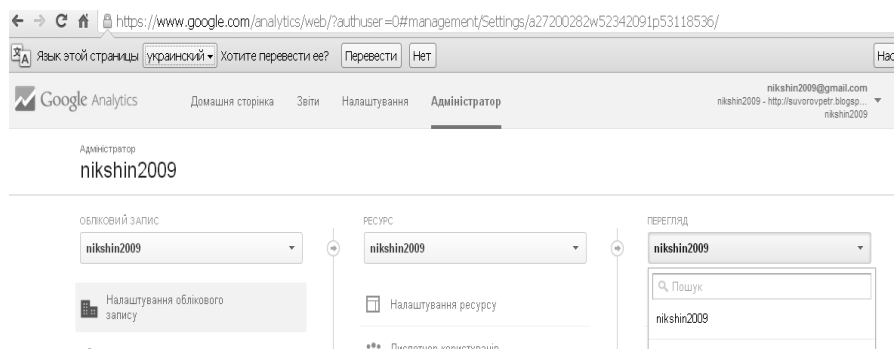 https://www.google.com/analytics/web/?authuser=0#management/Settings/a27200282w52342091p53118536/
Язык этой страницы украинский Хотите перевести ее? Перевести Нет Нас
Google Analytics Домашня сторінка Звіти Налаштування Адміністратор
nikshin2009@gmail.com
nikshin2009 - http://suvorovpetr.blogsp...
nikshin2009
Адміністратор
nikshin2009
ОБЛІКОВИЙ ЗАПИС РЕСУРС ПЕРЕГЛЯД
nikshin2009 nikshin2009 nikshin2009
Пошук
Налаштування облікового
запису
Налаштування ресурсу
nikshin2009